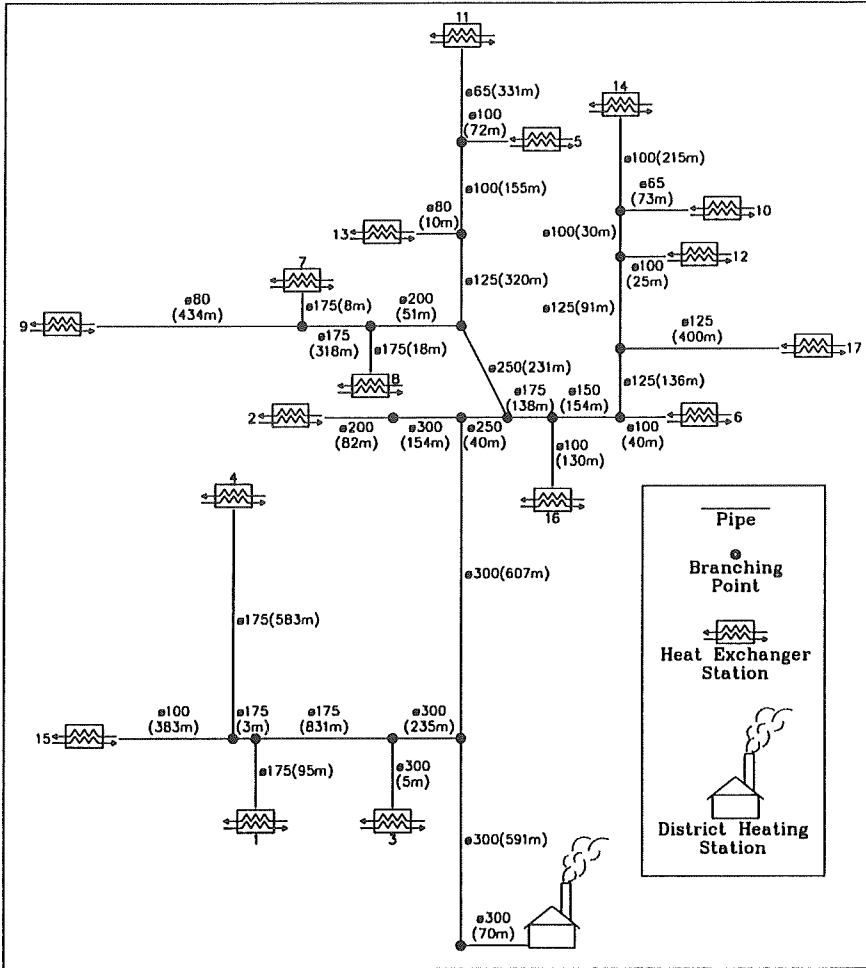 11
ø65(331m)
14
ø100
(72m)
5
ø100(215m)
ø65
(73m)
10
ø100(155m)
ø80
(10m)
13
ø100(30m)
12
ø100
(25m)
7
ø125(320m)
ø80
(434m)
ø175(8m)
ø200
(51m)
ø125(91m)
9
ø125
(400m)
17
ø175
(318m)
ø175(18m)
8
ø250(231m)
ø175
(138m)
ø150
(154m)
ø125(136m)
2
6
ø200
(82m)
ø300
(154m)
ø250
(40m)
ø100
(40m)
ø100
(130m)
4
16
Pipe
Branching
Point
ø300(607m)
ø175(583m)
Heat Exchanger
Station
ø100
(383m)
ø175
(3m)
ø175
(831m)
ø300
(235m)
15
ø175(95m)
ø300
(5m)
1
3
District Heating
Station
ø300(591m)
ø300
(70m)